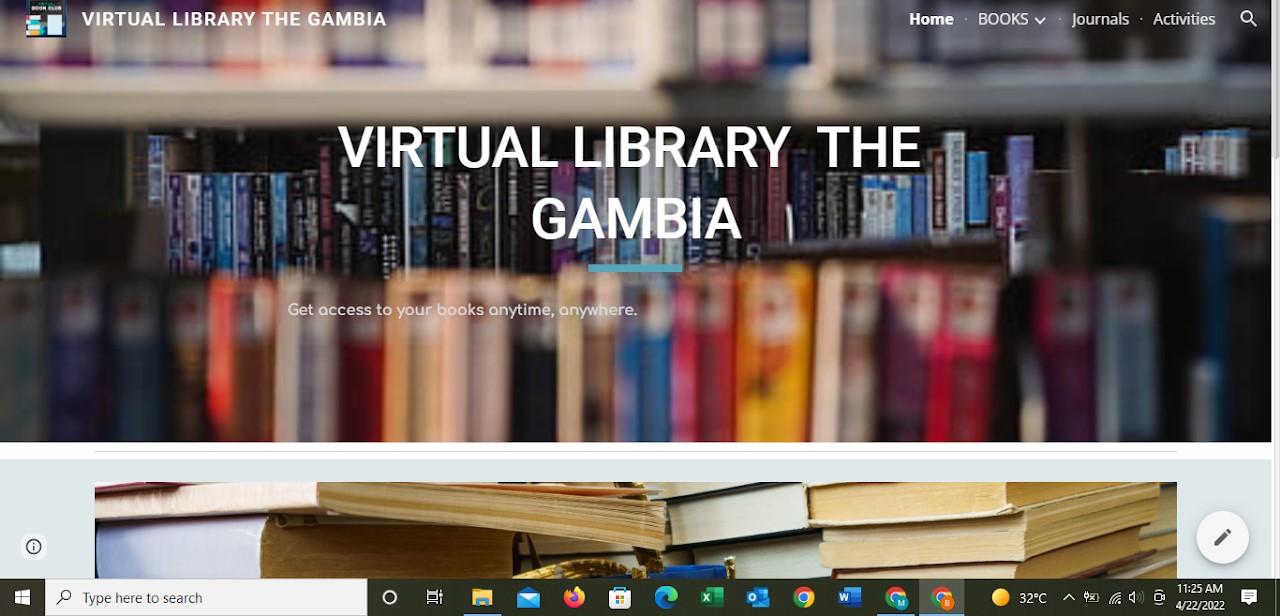 BOOK CLUB
VIRTUAL LIBRARY THE GAMBIA
Home · BOOKS · Journals · Activities
VIRTUAL LIBRARY THE
GAMBIA
Get access to your books anytime, anywhere.
Type here to search
32°C
11:25 AM
4/22/2022